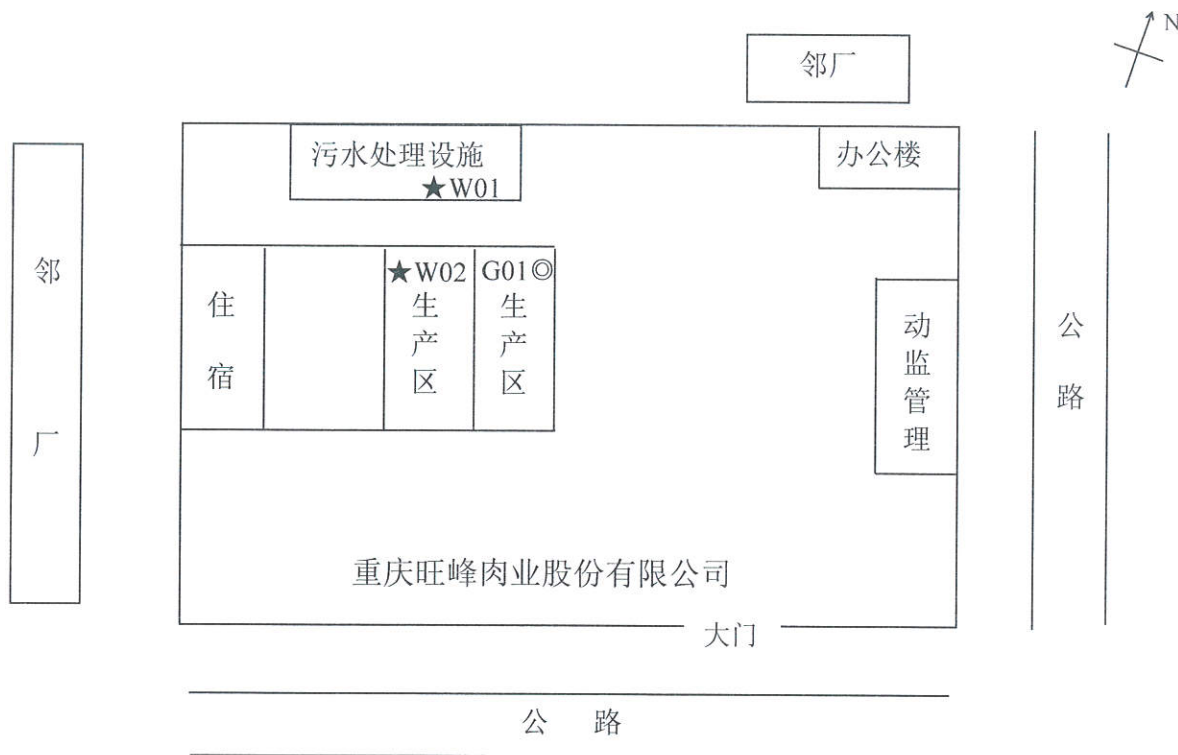 N
邻厂
污水处理设施
★W01
办公楼
邻厂
住宿
★W02
生产区
G01◎
生产区
动监管理
公路
重庆旺峰肉业股份有限公司
大门
公 路